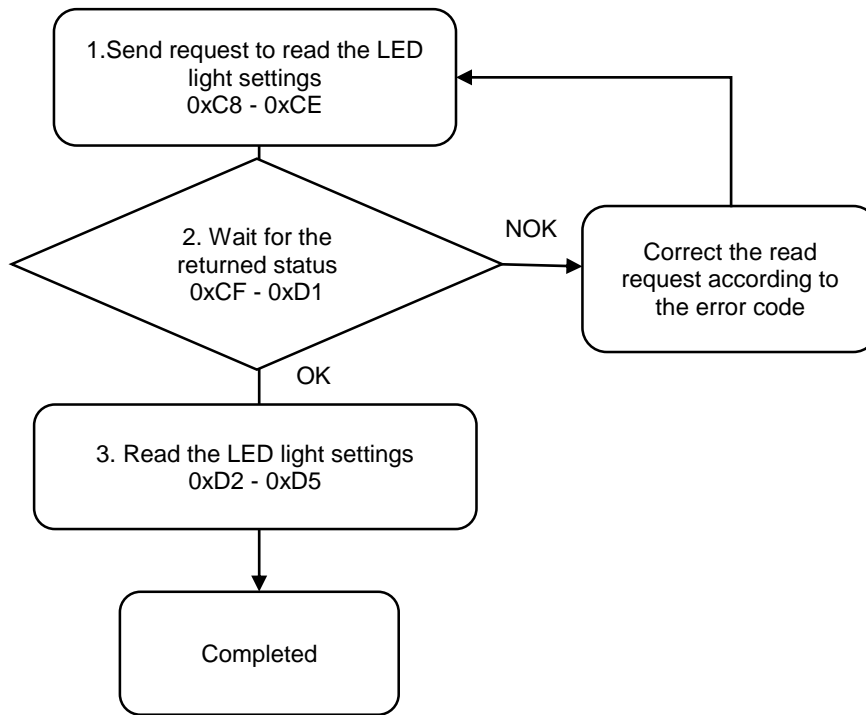 1.Send request to read the LED
light settings
0xC8 - 0xCE
2. Wait for the
returned status
0xCF - 0xD1
NOK
Correct the read
request according to
the error code
OK
3. Read the LED light settings
0xD2 - 0xD5
Completed